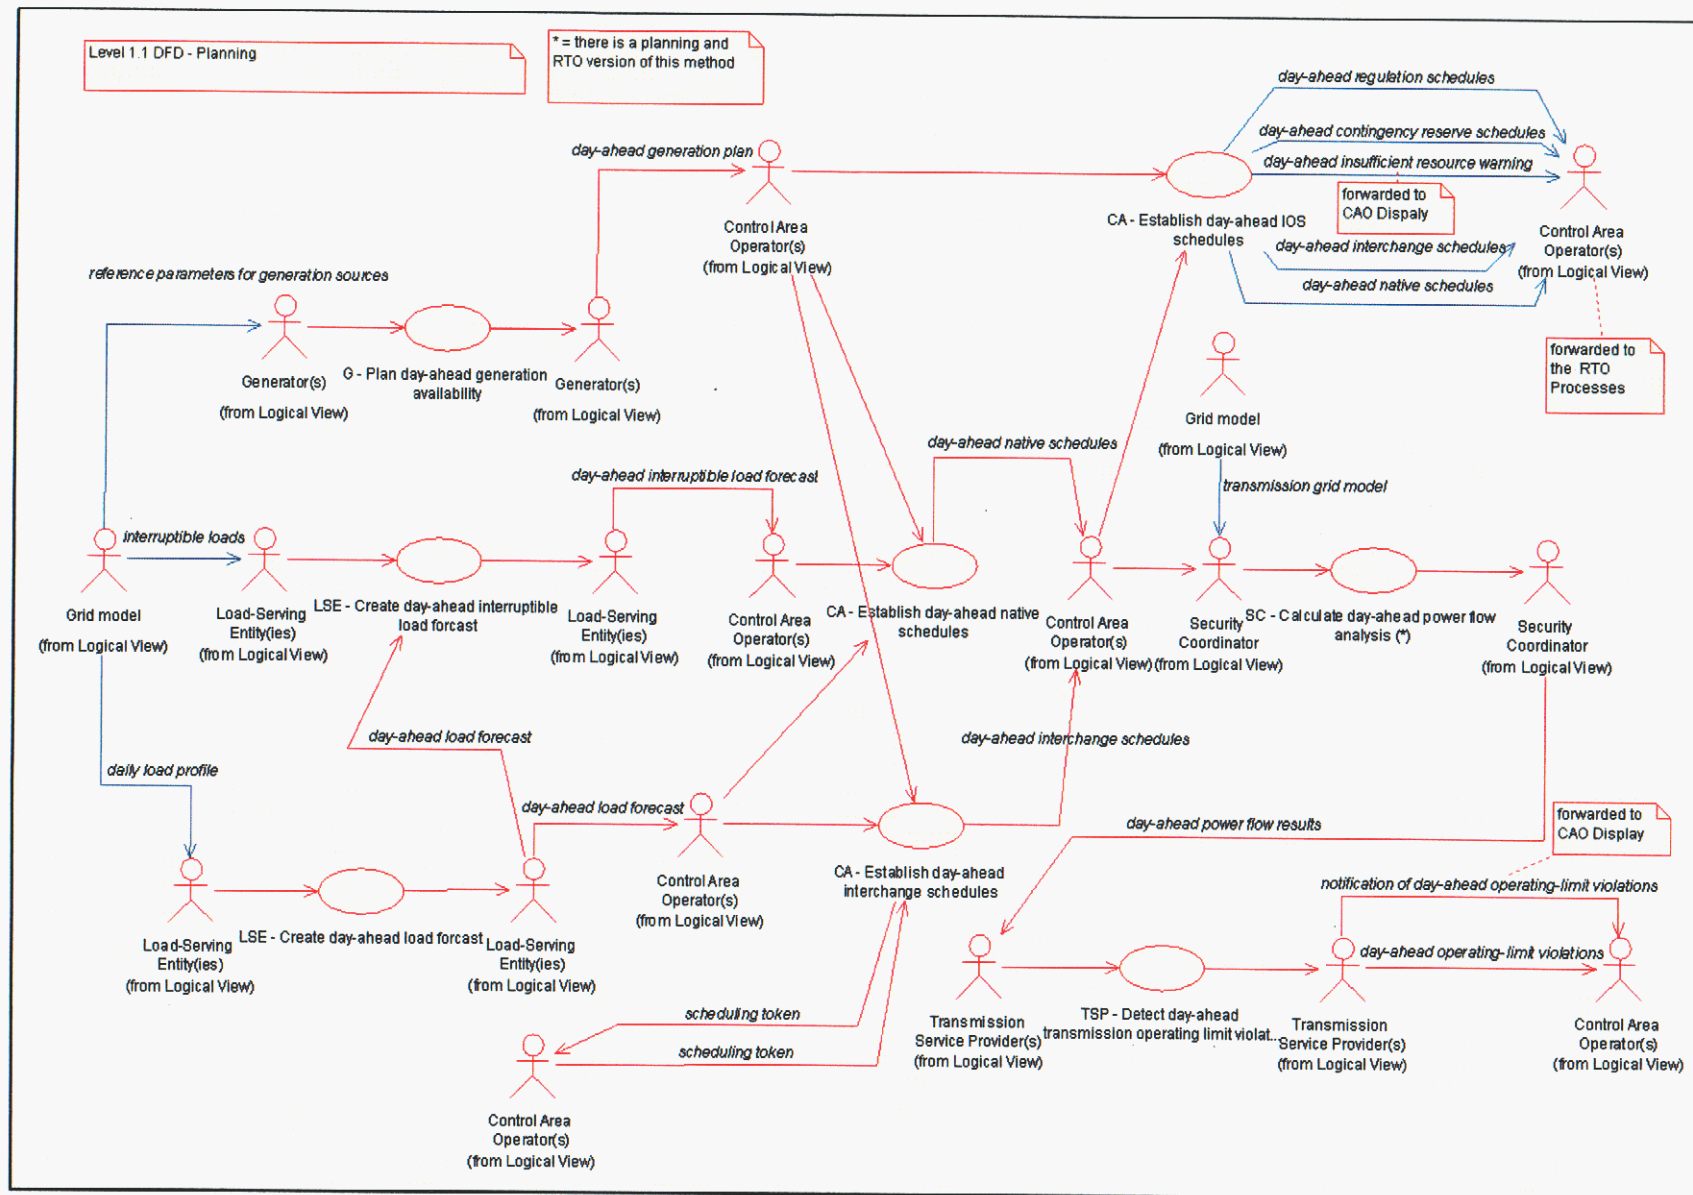 Level 1.1 DFD - Planning
* = there is a planning and
RTO version of this method
day-ahead regulation schedules
day-ahead contingency reserve schedules
day-ahead insufficient resource warning
forwarded to
CAO Dispaly
day-ahead interchange schedules
day-ahead native schedules
Control Area
Operator(s)
(from Logical View)
forwarded to
the RTO
Processes
day-ahead generation plan
Control Area
Operator(s)
(from Logical View)
CA - Establish day-ahead IOS
schedules
reference parameters for generation sources
Generator(s)
(from Logical View)
G - Plan day-ahead generation
availability
Generator(s)
(from Logical View)
Grid model
(from Logical View)
transmission grid model
day-ahead native schedules
day-ahead interruptible load forecast
interruptible loads
Grid model
(from Logical View)
Load-Serving
Entity(ies)
(from Logical View)
LSE - Create day-ahead interruptible
load forcast
Load-Serving
Entity(ies)
(from Logical View)
Control Area
Operator(s)
(from Logical View)
CA - Establish day-ahead native
schedules
Control Area
Operator(s)
(from Logical View)
Security
Coordinator
(from Logical View)
SC - Calculate day-ahead power flow
analysis (*)
Security
Coordinator
(from Logical View)
day-ahead load forecast
day-ahead interchange schedules
daily load profile
day-ahead load forecast
day-ahead power flow results
forwarded to
CAO Display
Control Area
Operator(s)
(from Logical View)
CA - Establish day-ahead
interchange schedules
notification of day-ahead operating-limit violations
Load-Serving
Entity(ies)
(from Logical View)
LSE - Create day-ahead load forcast
Load-Serving
Entity(ies)
(from Logical View)
day-ahead operating-limit violations
scheduling token
scheduling token
Transmission
Service Provider(s)
(from Logical View)
TSP - Detect day-ahead
transmission operating limit violat...
Transmission
Service Provider(s)
(from Logical View)
Control Area
Operator(s)
(from Logical View)
Control Area
Operator(s)
(from Logical View)